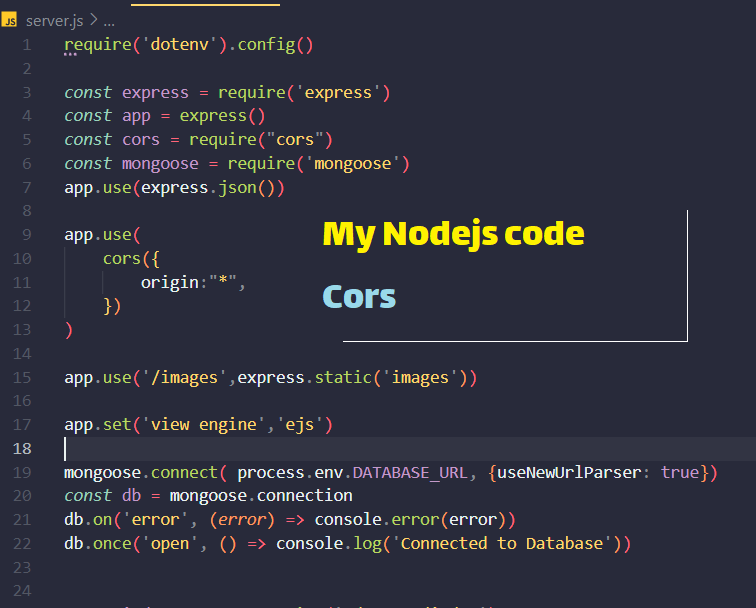 JS server.js > ...
1 require('dotenv').config()
2
3 const express = require('express')
4 const app = express()
5 const cors = require("cors")
6 const mongoose = require('mongoose')
7 app.use(express.json())
8
9 app.use(
My Nodejs code
10     cors({
11         origin:"*",
Cors
12     })
13 )
14
15 app.use('/images',express.static('images'))
16
17 app.set('view engine','ejs')
18
19 mongoose.connect( process.env.DATABASE_URL, {useNewUrlParser: true})
20 const db = mongoose.connection
21 db.on('error', (error) => console.error(error))
22 db.once('open', () => console.log('Connected to Database'))
23
24